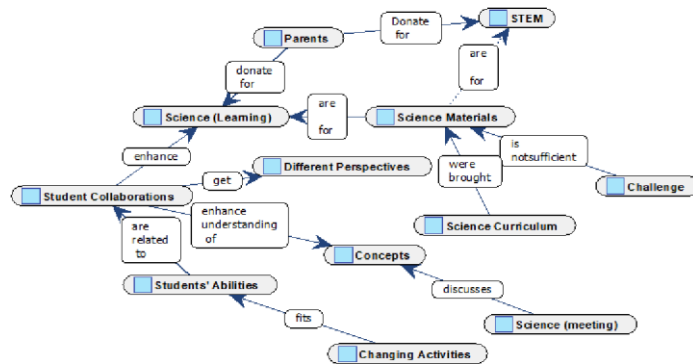 STEM
Donate
for
Parents
are
for
donate
for
Science (Learning)
are
for
Science Materials
is
notsufficient
enhance
were
brought
Different Perspectives
get
Challenge
Student Collaborations
enhance
understanding
of
Science Curriculum
are
related
to
Concepts
Students' Abilities
discusses
fits
Science (meeting)
Changing Activities